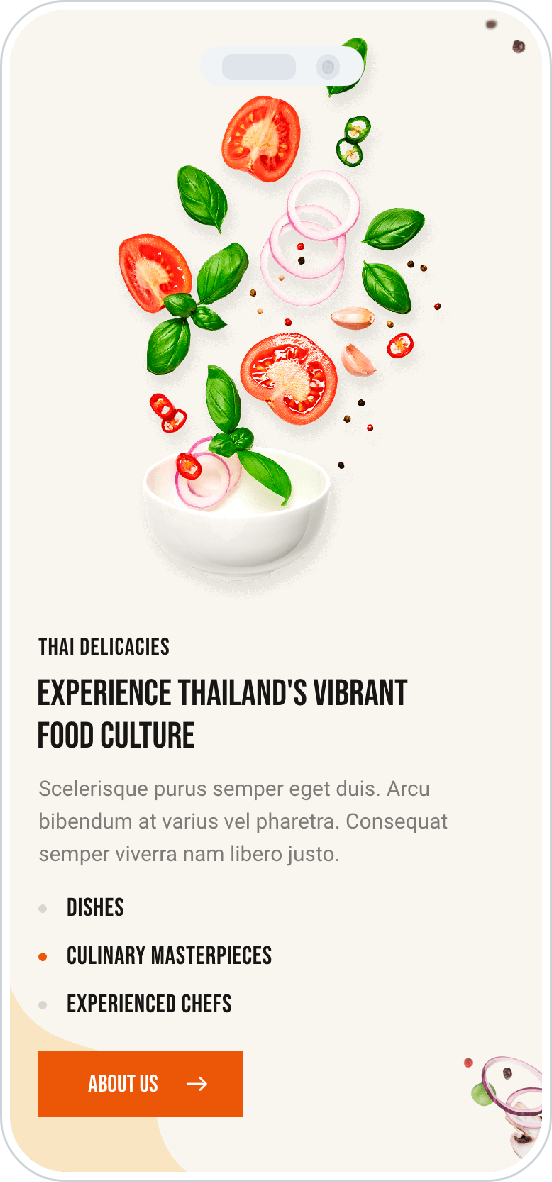 THAI DELICACIES
EXPERIENCE THAILAND'S VIBRANT
FOOD CULTURE
Scelerisque purus semper eget duis. Arcu
bibendum at varius vel pharetra. Consequat
semper viverra nam libero justo.
DISHES
CULINARY MASTERPIECES
EXPERIENCED CHEFS
ABOUT US